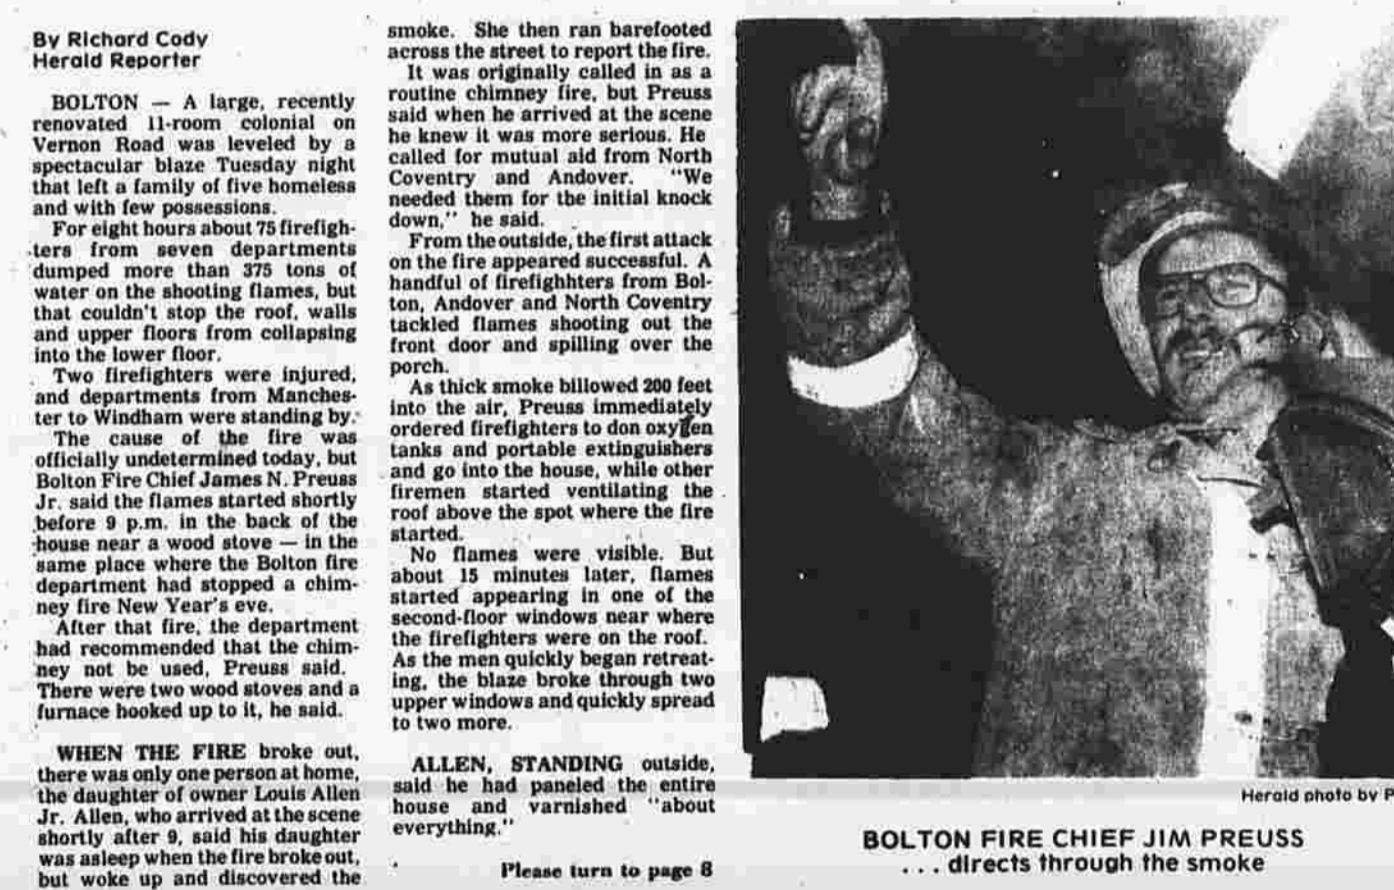 By Richard Cody
Herald Reporter
BOLTON — A large, recently
renovated 11-room colonial on
Vernon Road was leveled by a
spectacular blaze Tuesday night
that left a family of five homeless
and with few possessions.
For eight hours about 75 firefigh-
ters from seven departments
dumped more than 375 tons of
water on the shooting flames, but
that couldn't stop the roof, walls
and upper floors from collapsing
into the lower floor.
Two firefighters were injured,
and departments from Manches-
ter to Windham were standing by.
The cause of the fire was
officially undetermined today, but
Bolton Fire Chief James N. Preuss
Jr. said the flames started shortly
before 9 p.m. in the back of the
house near a wood stove — in the
same place where the Bolton fire
department had stopped a chim-
ney fire New Year's eve.
After that fire, the department
had recommended that the chim-
ney not be used, Preuss said.
There were two wood stoves and a
furnace hooked up to it, he said.
WHEN THE FIRE broke out,
there was only one person at home,
the daughter of owner Louis Allen
Jr. Allen, who arrived at the scene
shortly after 9, said his daughter
was asleep when the fire broke out,
but woke up and discovered the
smoke. She then ran barefooted
across the street to report the fire.
It was originally called in as a
routine chimney fire, but Preuss
said when he arrived at the scene
he knew it was more serious. He
called for mutual aid from North
Coventry and Andover. "We
needed them for the initial knock
down," he said.
From the outside, the first attack
on the fire appeared successful. A
handful of firefighhters from Bol-
ton, Andover and North Coventry
tackled flames shooting out the
front door and spilling over the
porch.
As thick smoke billowed 200 feet
into the air, Preuss immediately
ordered firefighters to don oxygen
tanks and portable extinguishers
and go into the house, while other
firemen started ventilating the
roof above the spot where the fire
started.
No flames were visible. But
about 15 minutes later, flames
started appearing in one of the
second-floor windows near where
the firefighters were on the roof.
As the men quickly began retreat-
ing, the blaze broke through two
upper windows and quickly spread
to two more.
ALLEN, STANDING outside,
said he had paneled the entire
house and varnished "about
everything."
Please turn to page 8
Herald photo by P
BOLTON FIRE CHIEF JIM PREUSS
. . . directs through the smoke